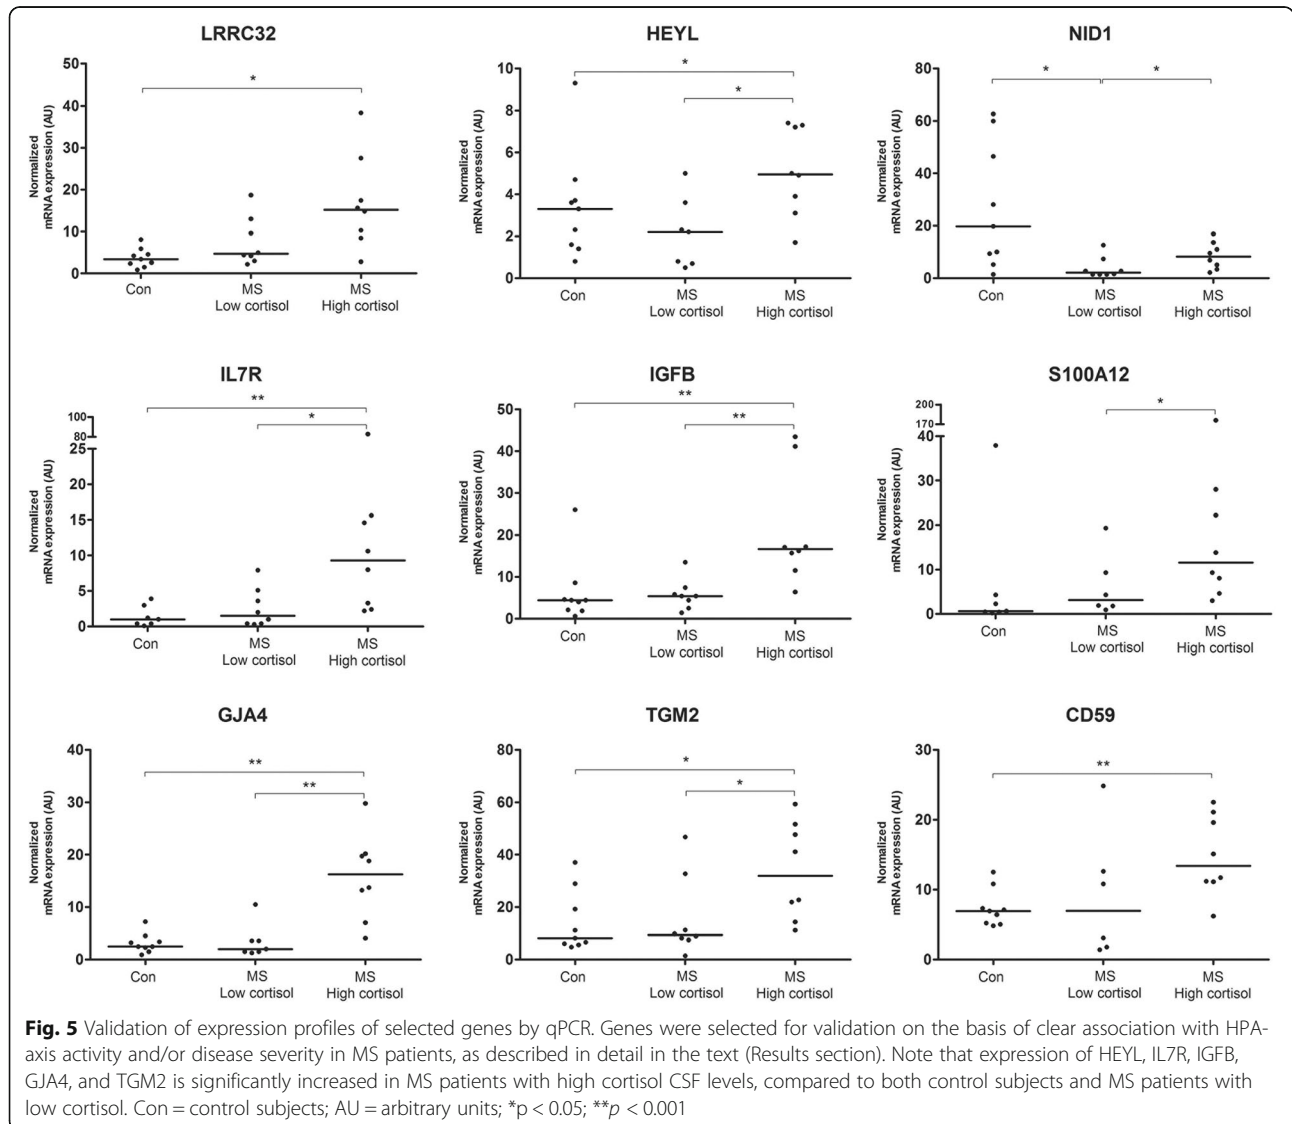 LRRC32
Normalized
mRNA expression (AU)
50
40
30
20
10
0
*
Con
MS
Low cortisol
MS
High cortisol
HEYL
Normalized
mRNA expression (AU)
10
8
6
4
2
0
*
*
Con
MS
Low cortisol
MS
High cortisol
NID1
Normalized
mRNA expression (AU)
80
60
40
20
0
*
*
Con
MS
Low cortisol
MS
High cortisol
IL7R
Normalized
mRNA expression (AU)
100
80
25
20
15
10
5
0
**
*
Con
MS
Low cortisol
MS
High cortisol
IGFB
Normalized
mRNA expression (AU)
50
40
30
20
10
0
**
**
Con
MS
Low cortisol
MS
High cortisol
S100A12
Normalized
mRNA expression (AU)
200
170
40
30
20
10
0
*
Con
MS
Low cortisol
MS
High cortisol
GJA4
Normalized
mRNA expression (AU)
40
30
20
10
0
**
**
Con
MS
Low cortisol
MS
High cortisol
TGM2
Normalized
mRNA expression (AU)
80
60
40
20
0
*
*
Con
MS
Low cortisol
MS
High cortisol
CD59
Normalized
mRNA expression (AU)
30
20
10
0
**
Con
MS
Low cortisol
MS
High cortisol
Fig. 5 Validation of expression profiles of selected genes by qPCR. Genes were selected for validation on the basis of clear association with HPA-
axis activity and/or disease severity in MS patients, as described in detail in the text (Results section). Note that expression of HEYL, IL7R, IGFB,
GJA4, and TGM2 is significantly increased in MS patients with high cortisol CSF levels, compared to both control subjects and MS patients with
low cortisol. Con = control subjects; AU = arbitrary units; *p < 0.05; **p < 0.001